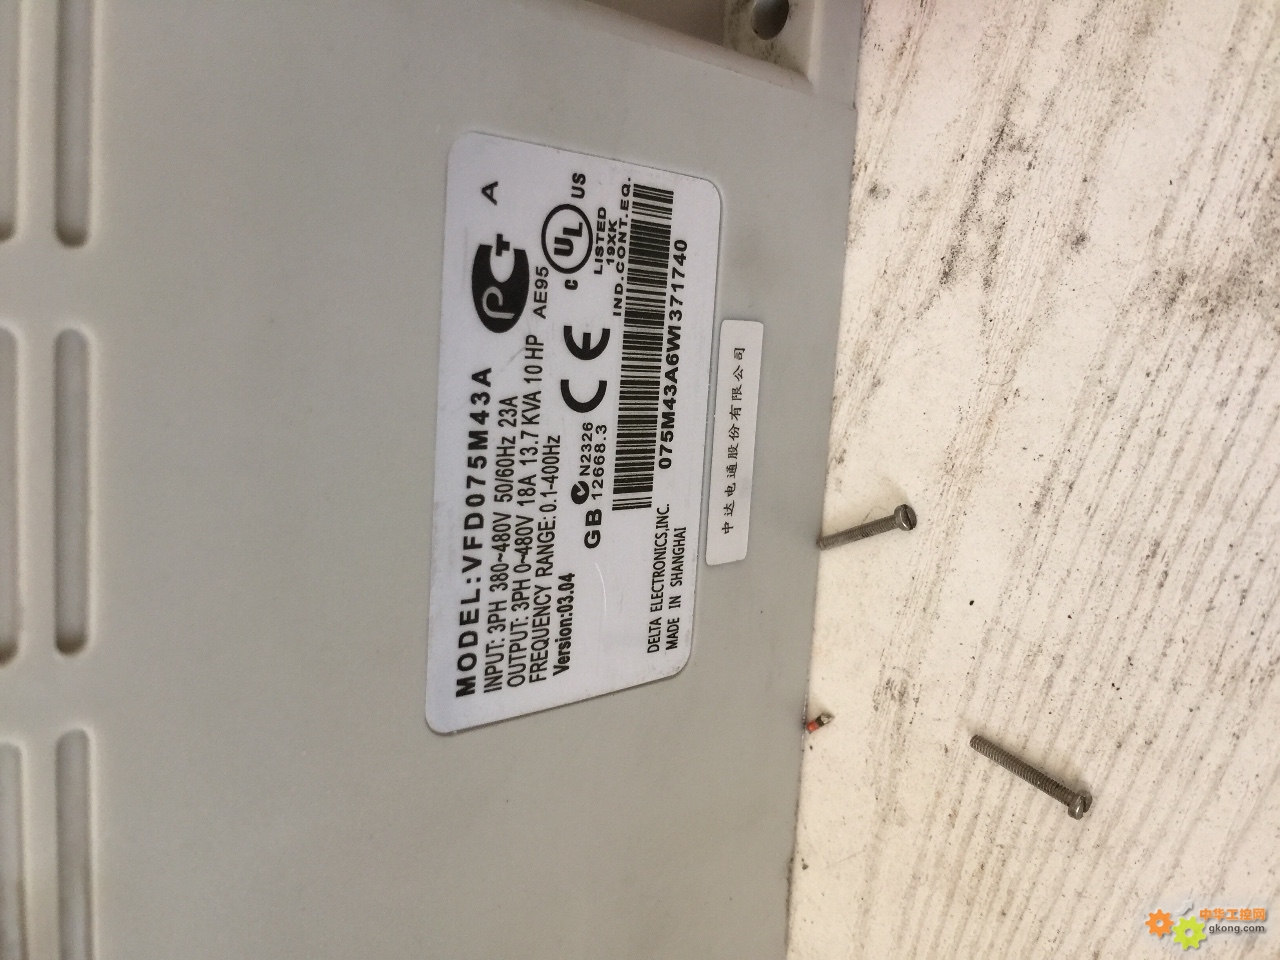 MODEL:VFD075M43A
INPUT: 3PH 380~480V 50/60Hz 23A
OUTPUT: 3PH 0~480V 18A 13.7KVA 10HP
FREQUENCY RANGE: 0.1-400Hz
Version:03.04
A
AE95
GB N2326
12668.3
CE
C UL US
LISTED
19XK
IND.CONT.EQ.
075M43A6W1371740
DELTA ELECTRONICS,INC.
MADE IN SHANGHAI
中达电通股份有限公司
中华工控网
gkong.com